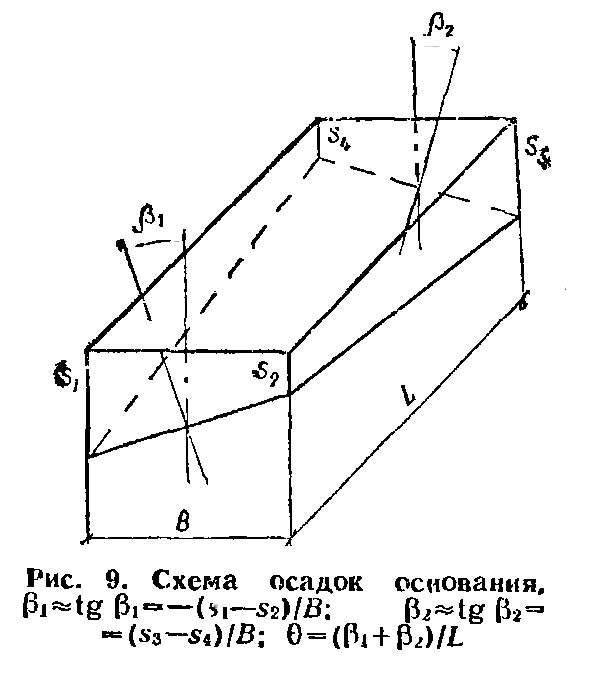 β₂
S₄
S₃
β₁
S₁
S₂
L
B
Рис. 9. Схема осадок основания.
β₁≈tg β₁=—(s₁—s₂)/B; β₂≈tg β₂=
=(s₃—s₄)/B; θ=(β₁+β₂)/L